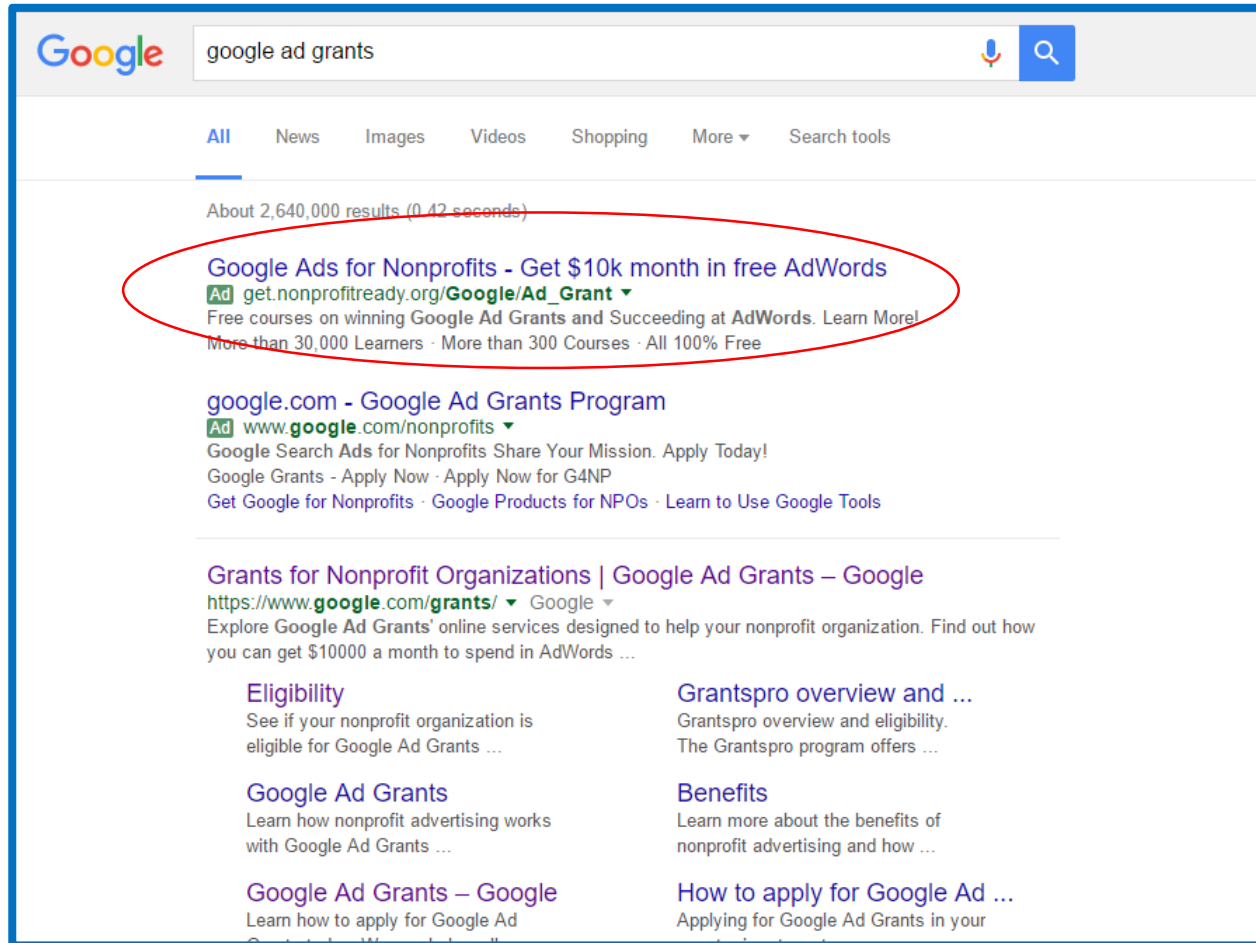 Google
google ad grants
All News Images Videos Shopping More Search tools
About 2,640,000 results (0.42 seconds)
Google Ads for Nonprofits - Get $10k month in free AdWords
Ad get.nonprofitready.org/Google/Ad_Grant
Free courses on winning Google Ad Grants and Succeeding at AdWords. Learn More!
More than 30,000 Learners · More than 300 Courses · All 100% Free
google.com - Google Ad Grants Program
Ad www.google.com/nonprofits
Google Search Ads for Nonprofits Share Your Mission. Apply Today!
Google Grants - Apply Now · Apply Now for G4NP
Get Google for Nonprofits · Google Products for NPOs · Learn to Use Google Tools
Grants for Nonprofit Organizations | Google Ad Grants – Google
https://www.google.com/grants/ Google
Explore Google Ad Grants' online services designed to help your nonprofit organization. Find out how
you can get $10000 a month to spend in AdWords ...
Eligibility
See if your nonprofit organization is
eligible for Google Ad Grants ...
Grantspro overview and ...
Grantspro overview and eligibility.
The Grantspro program offers ...
Google Ad Grants
Learn how nonprofit advertising works
with Google Ad Grants ...
Benefits
Learn more about the benefits of
nonprofit advertising and how ...
Google Ad Grants – Google
Learn how to apply for Google Ad
How to apply for Google Ad ...
Applying for Google Ad Grants in your